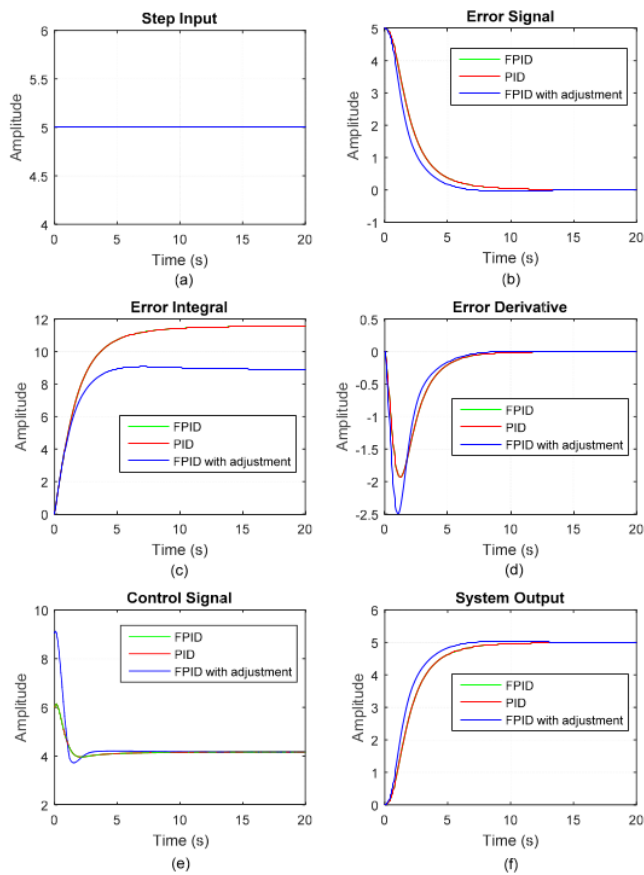 Step Input
6
5.5
5
4.5
4
Amplitude
0 5 10 15 20
Time (s)
(a)
Error Signal
5
4
3
2
1
0
-1
Amplitude
FPID
PID
FPID with adjustment
0 5 10 15 20
Time (s)
(b)
Error Integral
12
10
8
6
4
2
0
Amplitude
FPID
PID
FPID with adjustment
0 5 10 15 20
Time (s)
(c)
Error Derivative
0.5
0
-0.5
-1
-1.5
-2
-2.5
Amplitude
FPID
PID
FPID with adjustment
0 5 10 15 20
Time (s)
(d)
Control Signal
10
8
6
4
2
Amplitude
FPID
PID
FPID with adjustment
0 5 10 15 20
Time (s)
(e)
System Output
6
5
4
3
2
1
0
Amplitude
FPID
PID
FPID with adjustment
0 5 10 15 20
Time (s)
(f)